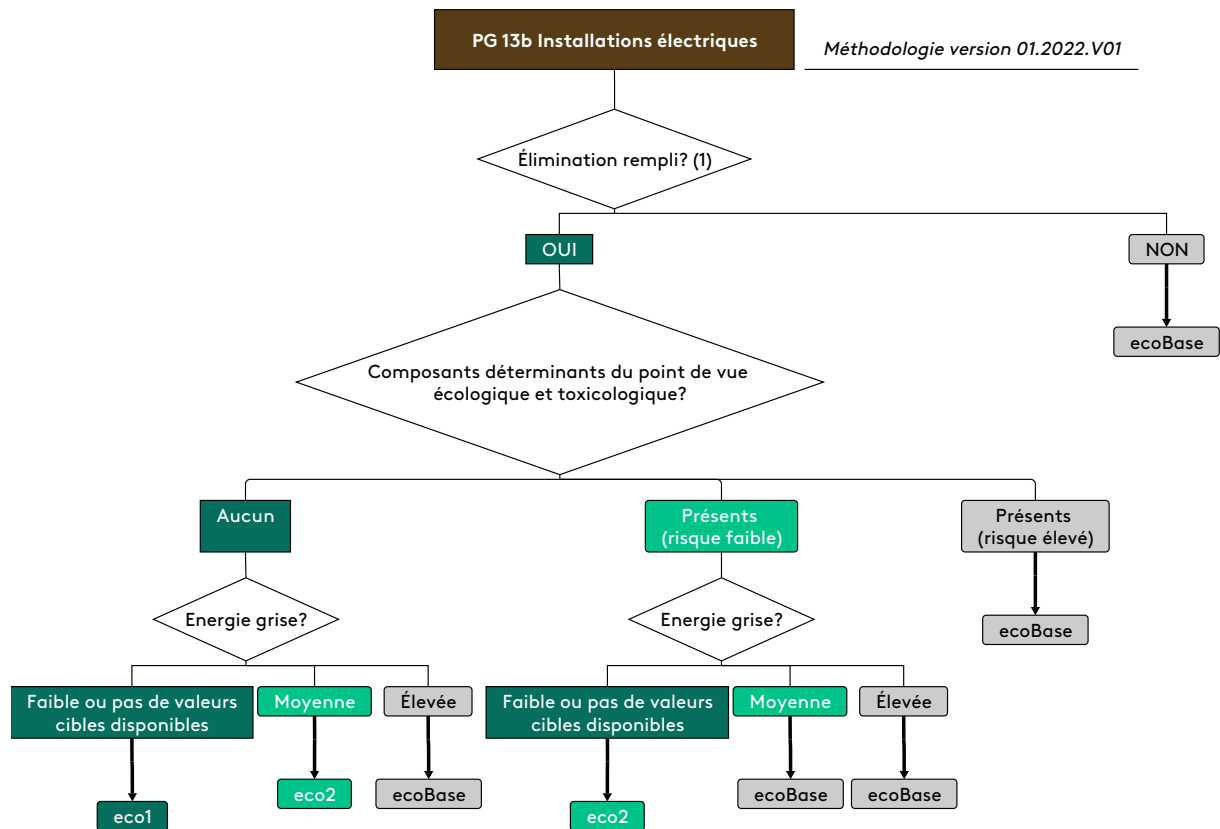 PG 13b Installations électriques
Méthodologie version 01.2022.V01
Élimination rempli? (1)
OUI
NON
ecoBase
Composants déterminants du point de vue
écologique et toxicologique?
Aucun
Présents
(risque faible)
Présents
(risque élevé)
Energie grise?
Energie grise?
ecoBase
Faible ou pas de valeurs
cibles disponibles
Moyenne
Élevée
Faible ou pas de valeurs
cibles disponibles
Moyenne
Élevée
eco1
eco2
ecoBase
eco2
ecoBase
ecoBase